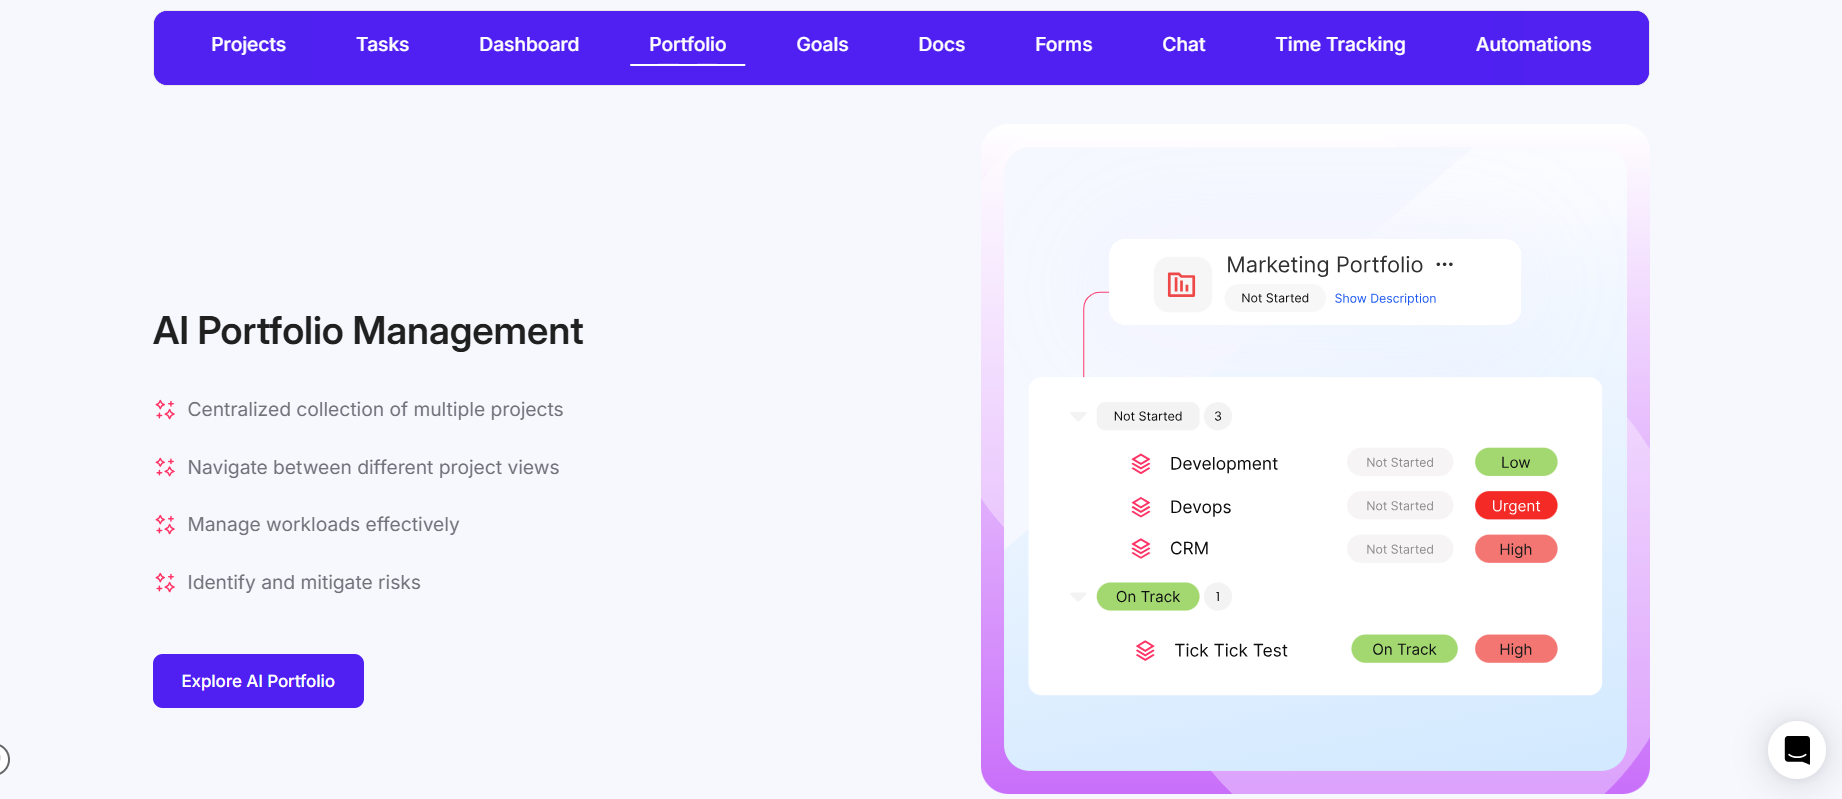 Projects Tasks Dashboard Portfolio Goals Docs Forms Chat Time Tracking Automations
AI Portfolio Management
Centralized collection of multiple projects
Navigate between different project views
Manage workloads effectively
Identify and mitigate risks
Explore AI Portfolio
Marketing Portfolio ...
Not Started Show Description
Not Started 3
Development Not Started Low
Devops Not Started Urgent
CRM Not Started High
On Track 1
Tick Tick Test On Track High